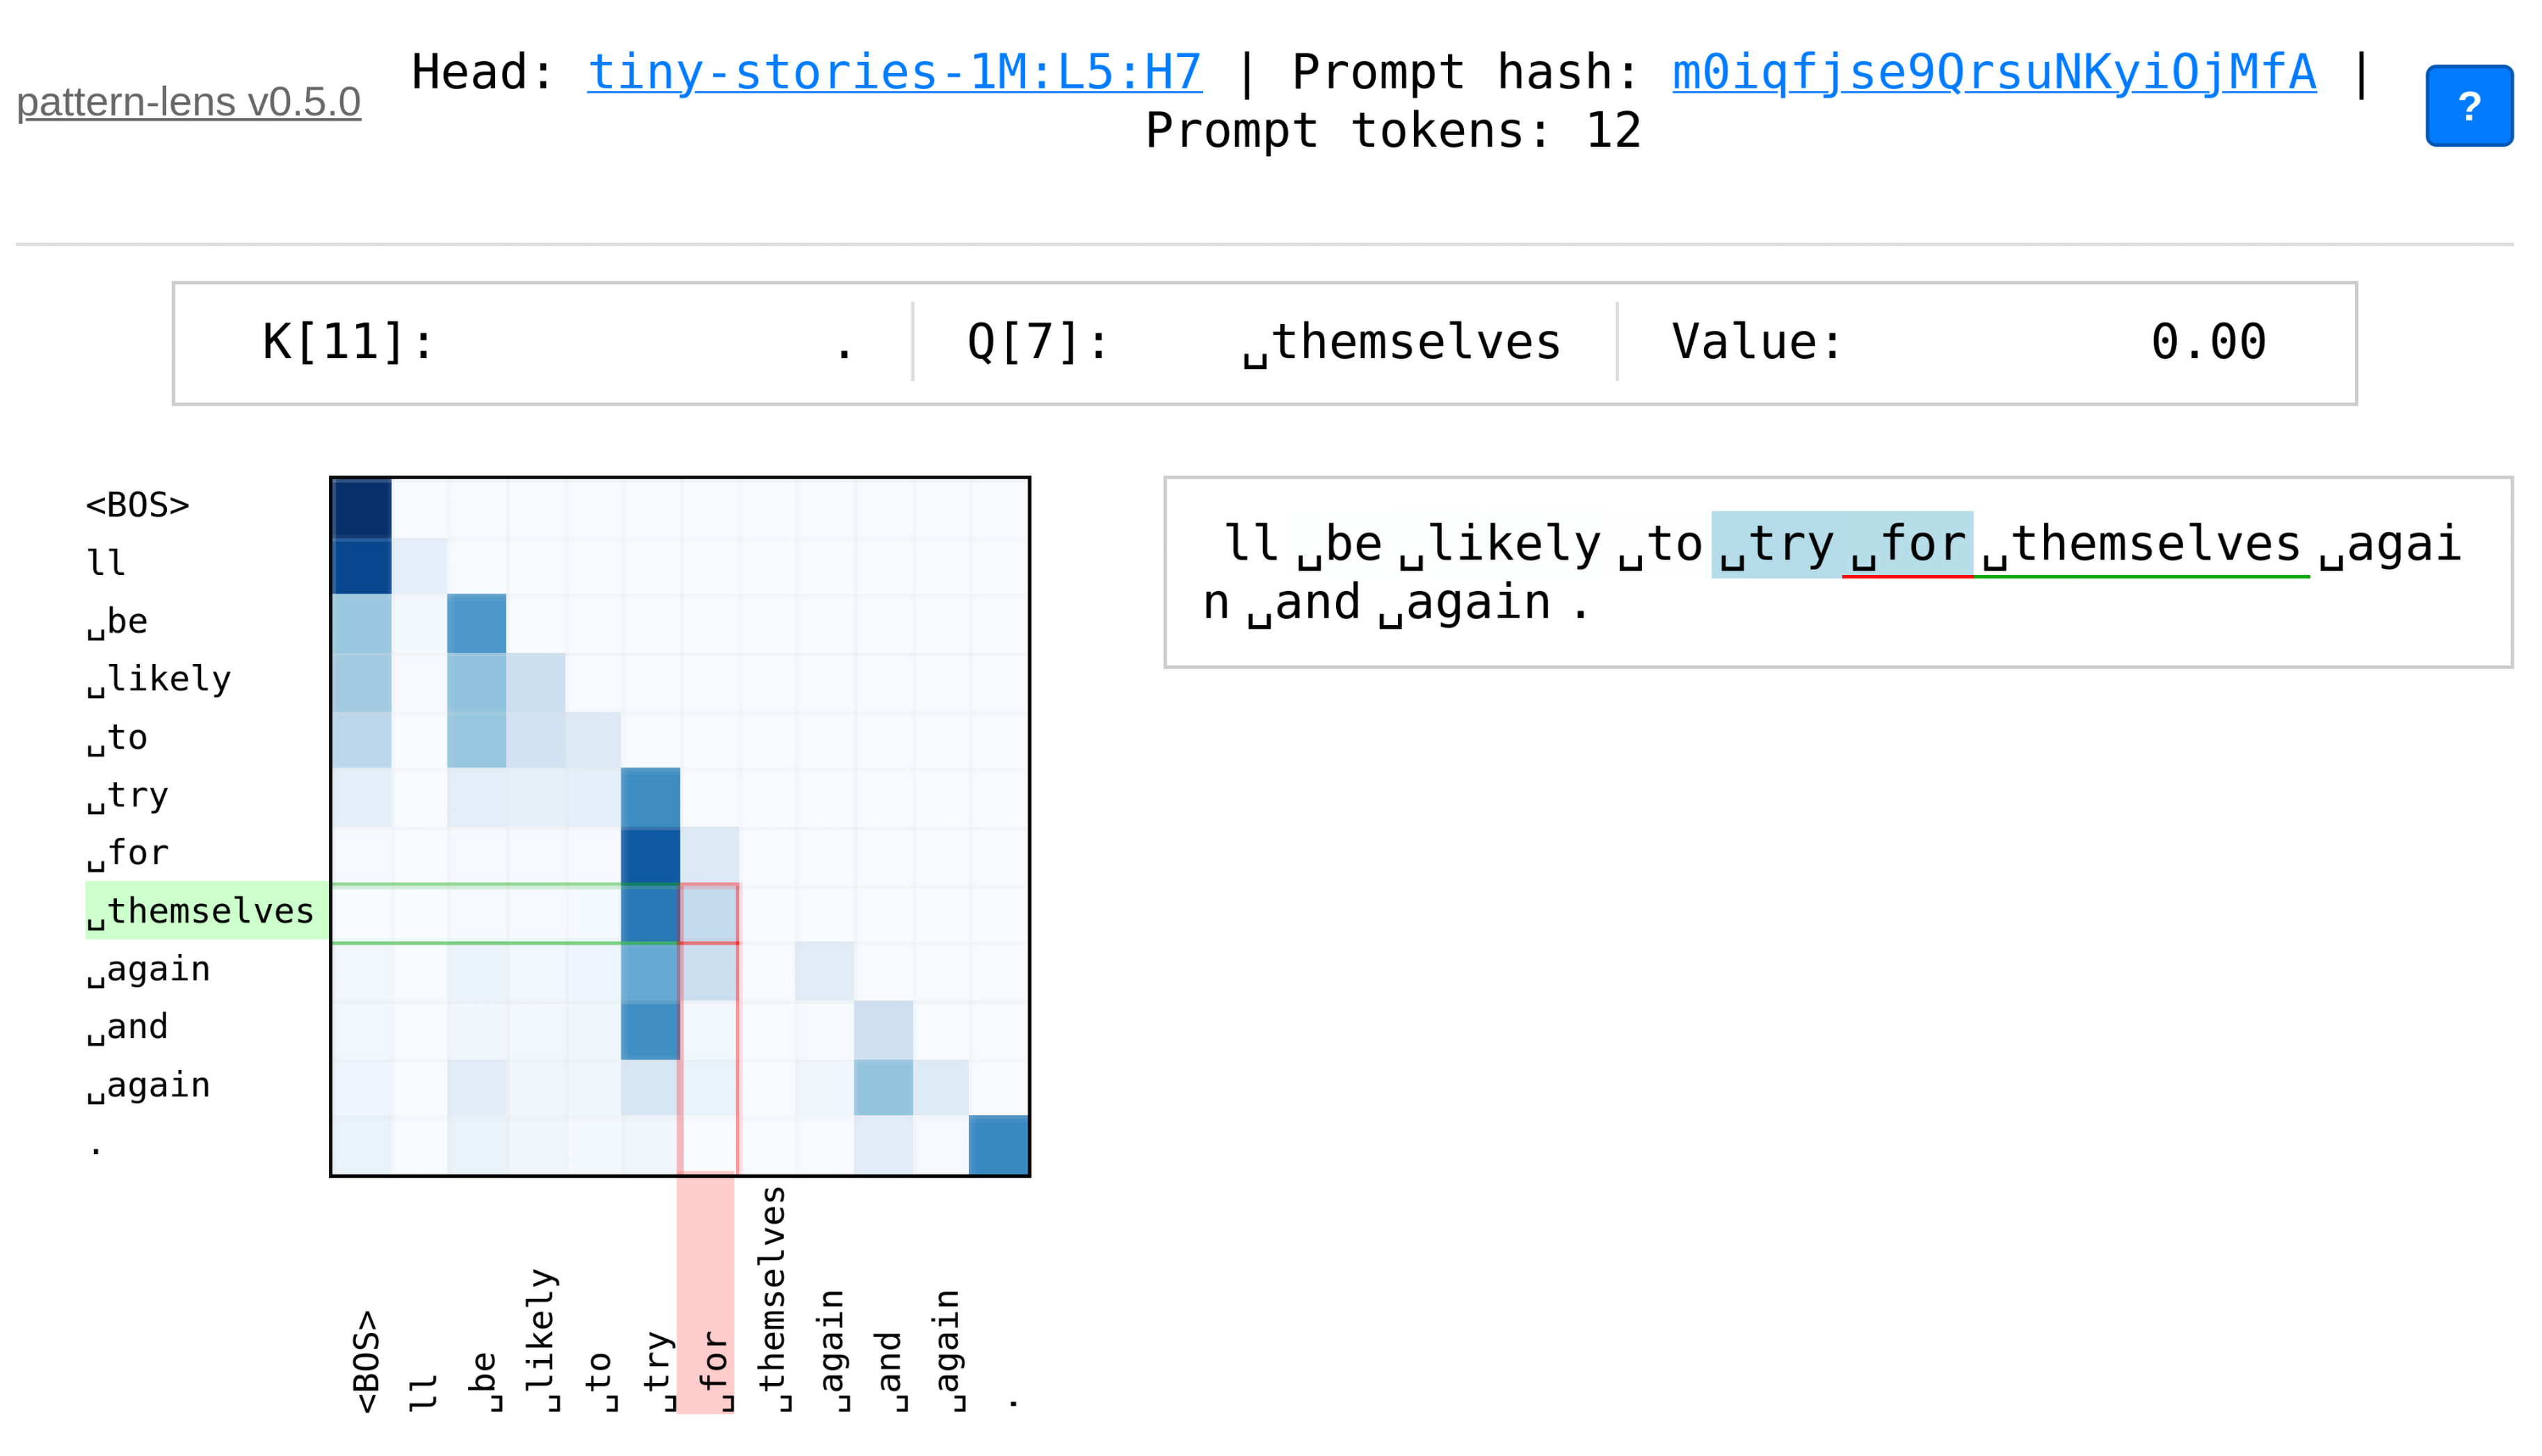 pattern-lens v0.5.0
Head: tiny-stories-1M:L5:H7 | Prompt hash: m0iqfjse9QrsuNKyiOjMfA |
Prompt tokens: 12
?
K[11]: . Q[7]: ␣themselves Value: 0.00
<BOS>
ll
␣be
␣likely
␣to
␣try
␣for
␣themselves
␣again
␣and
␣again
.
ll ␣be ␣likely ␣to ␣try ␣for ␣themselves ␣agai
n ␣and ␣again .
<BOS>
ll
␣be
␣likely
␣to
␣try
␣for
␣themselves
␣again
␣and
␣again
.